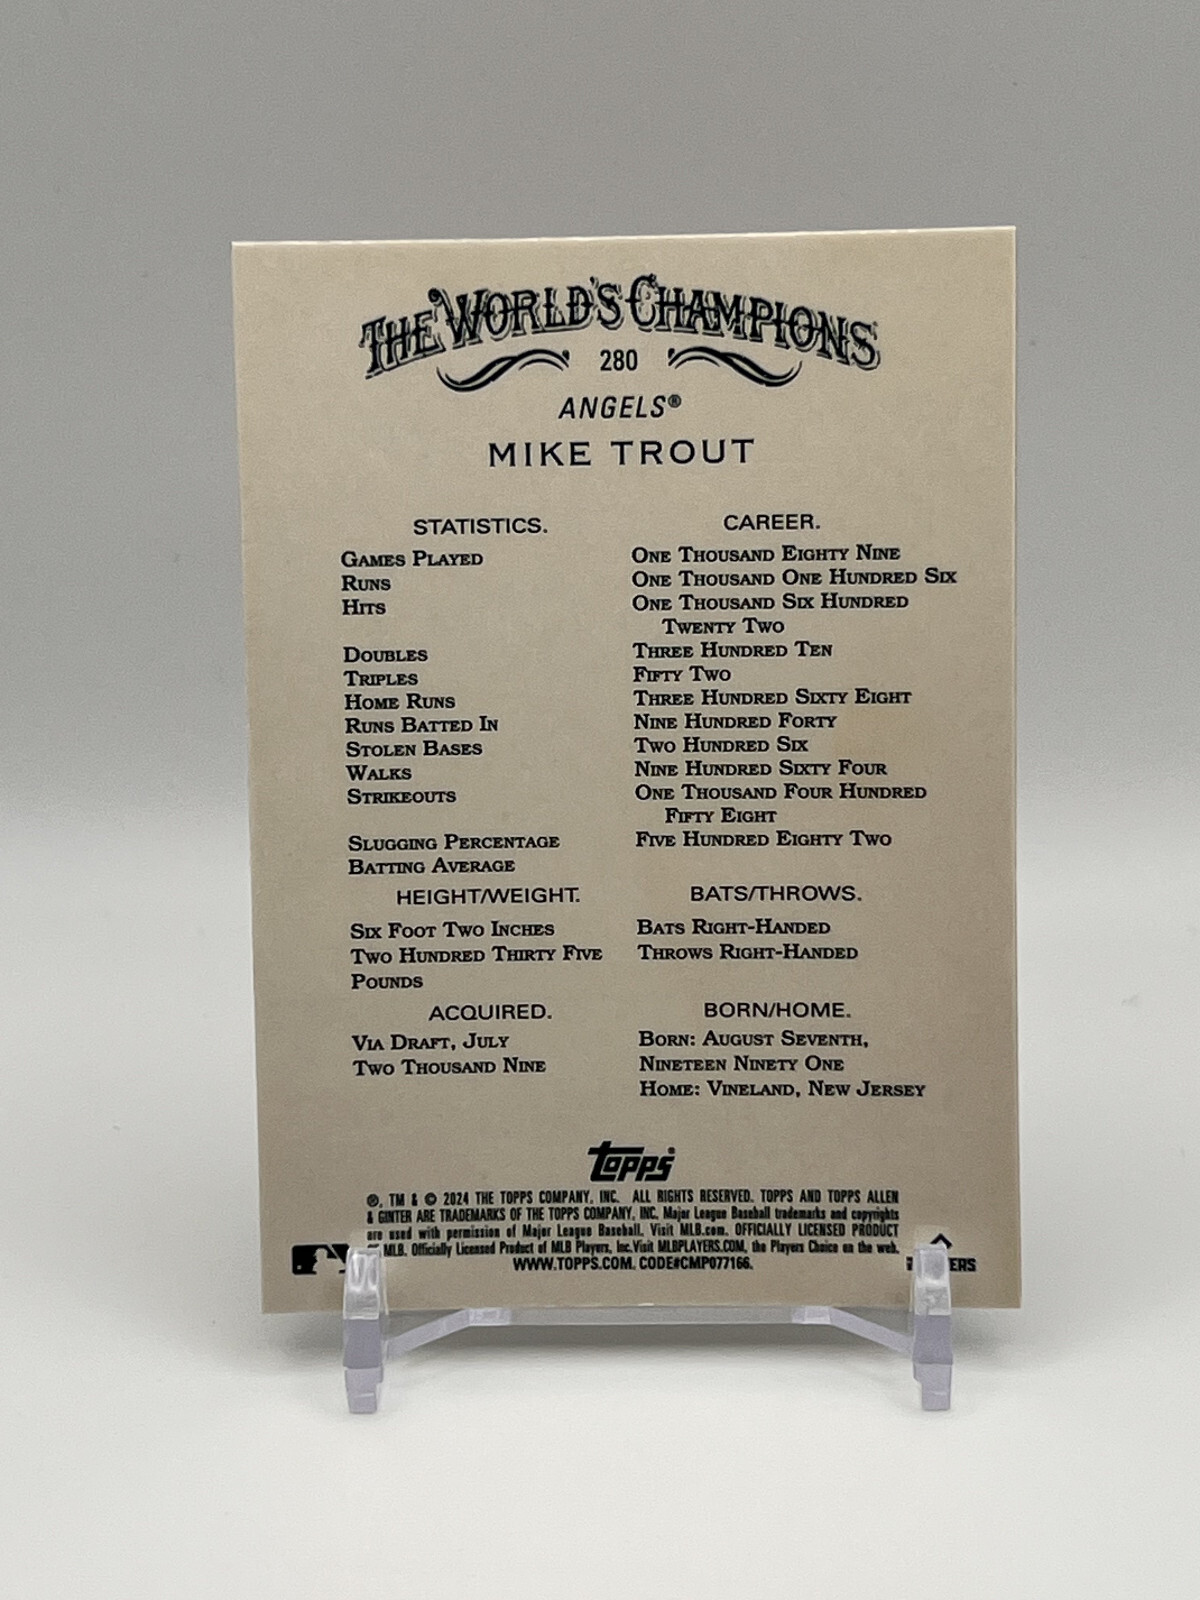 THE WORLD'S CHAMPIONS
280
ANGELS®
MIKE TROUT
STATISTICS.
GAMES PLAYED
RUNS
HITS
DOUBLES
TRIPLES
HOME RUNS
RUNS BATTED IN
STOLEN BASES
WALKS
STRIKEOUTS
SLUGGING PERCENTAGE
BATTING AVERAGE
CAREER.
ONE THOUSAND EIGHTY NINE
ONE THOUSAND ONE HUNDRED SIX
ONE THOUSAND SIX HUNDRED
TWENTY TWO
THREE HUNDRED TEN
FIFTY TWO
THREE HUNDRED SIXTY EIGHT
NINE HUNDRED FORTY
TWO HUNDRED SIX
NINE HUNDRED SIXTY FOUR
ONE THOUSAND FOUR HUNDRED
FIFTY EIGHT
FIVE HUNDRED EIGHTY TWO
HEIGHT/WEIGHT.
SIX FOOT TWO INCHES
TWO HUNDRED THIRTY FIVE
POUNDS
BATS/THROWS.
BATS RIGHT-HANDED
THROWS RIGHT-HANDED
ACQUIRED.
VIA DRAFT, JULY
TWO THOUSAND NINE
BORN/HOME.
BORN: AUGUST SEVENTH,
NINETEEN NINETY ONE
HOME: VINELAND, NEW JERSEY
topps®
®, TM & © 2024 THE TOPPS COMPANY, INC. ALL RIGHTS RESERVED. TOPPS AND TOPPS ALLEN
& GINTER ARE TRADEMARKS OF THE TOPPS COMPANY, INC. Major League Baseball trademarks and copyrights
are used with permission of Major League Baseball. Visit MLB.com. OFFICIALLY LICENSED PRODUCT
MLB. Officially Licensed Product of MLB Players, Inc. Visit MLBPLAYERS.COM, the Players Choice on the web.
WWW.TOPPS.COM. CODE#CMP077166.